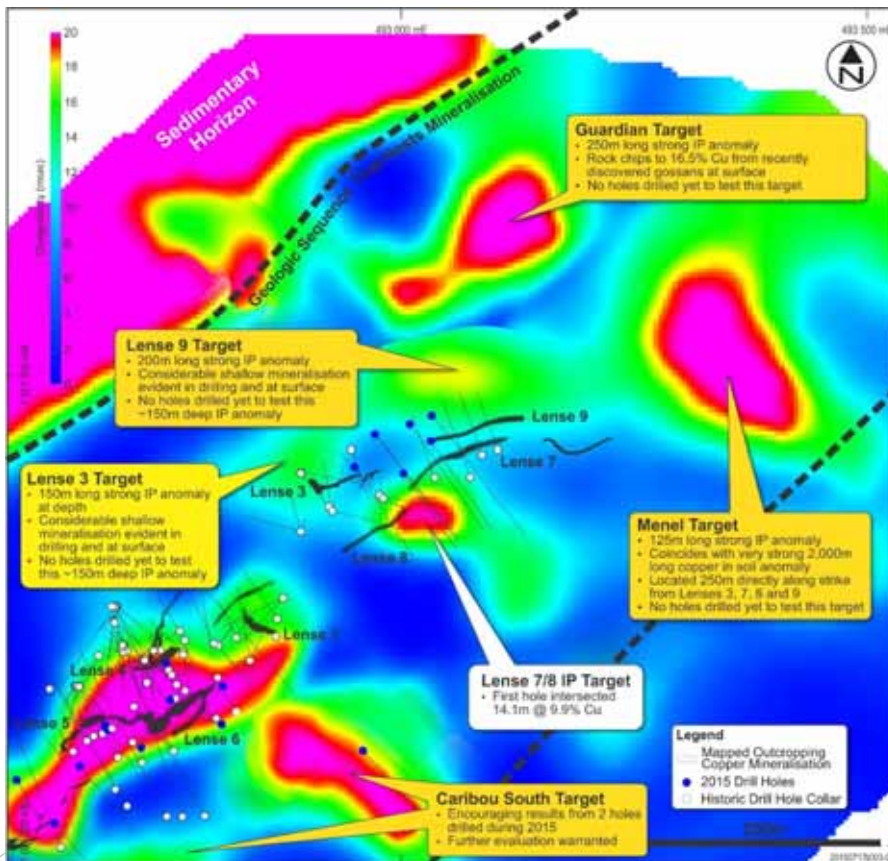 493 000 mE
493 500 mE
20
18
16
14
12
10
8
6
N
Sedimentary
Horizon
Guardian Target
• 250m long strong IP anomaly
• Rock chips to 16.5% Cu from recently
discovered gossans at surface
• No holes drilled yet to test this target
Geologic Sequence
Mineralisation
Lense 9 Target
• 200m long strong IP anomaly
• Considerable shallow mineralisation
evident in drilling and at surface
• No holes drilled yet to test this
~150m deep IP anomaly
Lense 9
Lense 7
Lense 3
Lense 8
Lense 3 Target
• 150m long strong IP anomaly
at depth
• Considerable shallow
mineralisation evident in
drilling and at surface
• No holes drilled yet to test
this ~150m deep IP anomaly
Menel Target
• 125m long strong IP anomaly
• Coincides with very strong 2,000m
long copper in soil anomaly
• Located 250m directly along strike
from Lenses 3, 7, 8 and 9
• No holes drilled yet to test this target
Lense 4
Lense 5
Lense 6
Lense 7/8 IP Target
• First hole intersected
14.1m @ 9.9% Cu
Legend
Mapped Outcropping
Copper Mineralisation
2015 Drill Holes
Historic Drill Hole Collar
Caribou South Target
• Encouraging results from 2 holes
drilled during 2015
• Further evaluation warranted